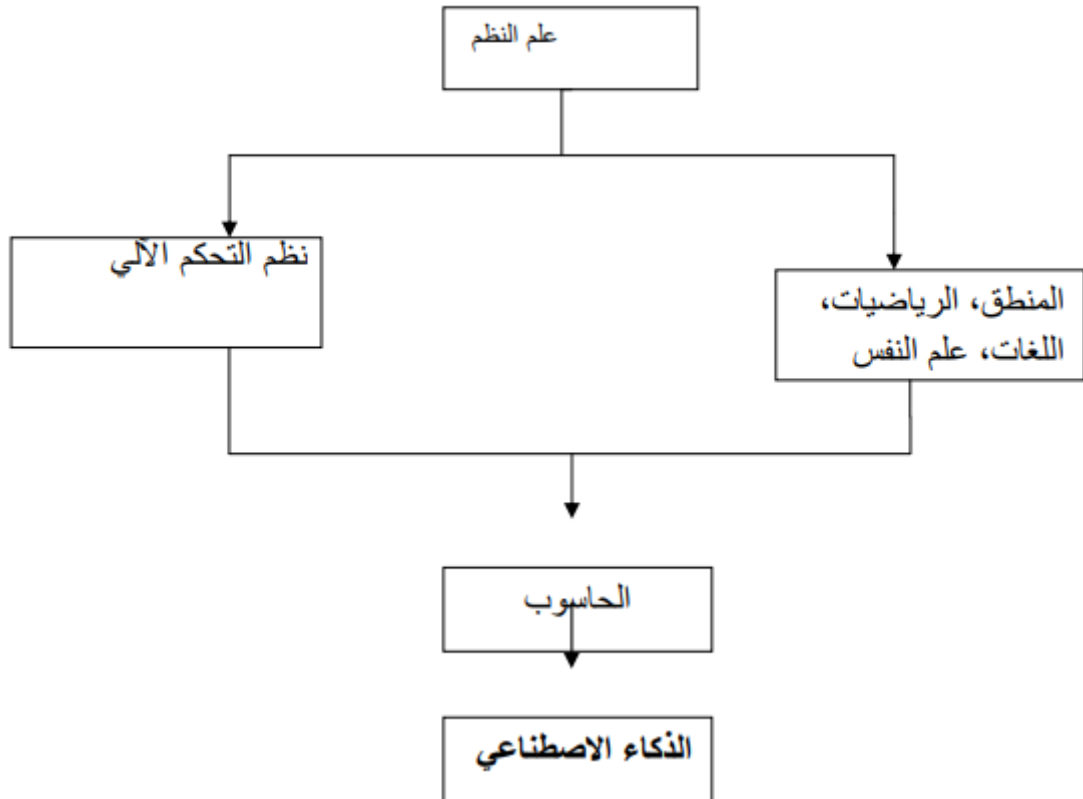 علم النظم
نظم التحكم الآلي
المنطق، الرياضيات،
اللغات، علم النفس
الحاسوب
الذكاء الاصطناعي